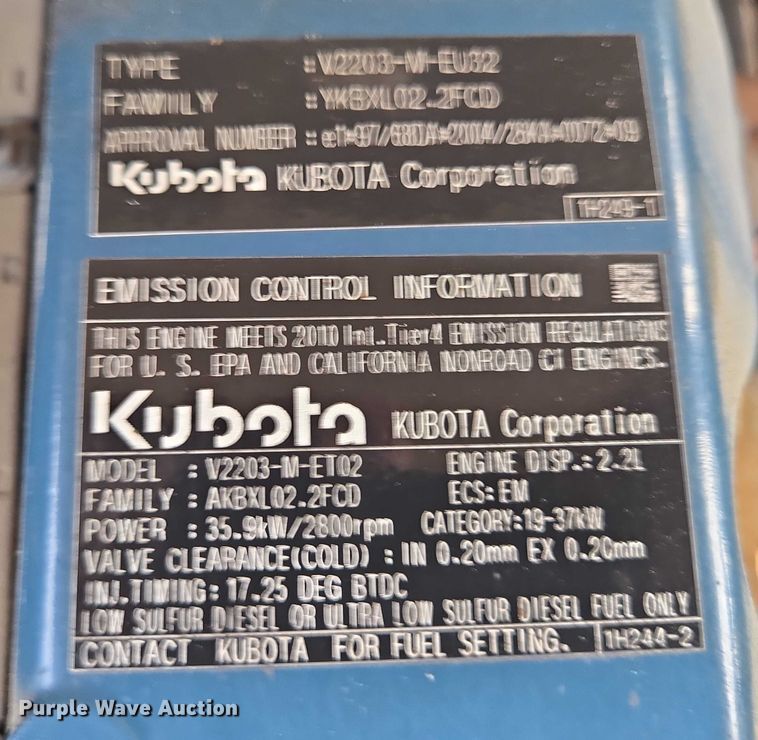 TYPE : V2203-M-EU32
FAMILY : YKBXL02.2FCD
APPROVAL NUMBER :
Kubota KUBOTA Corporation
1H249-1
EMISSION CONTROL INFORMATION
THIS ENGINE MEETS 2010 Int.Tier4 EMISSION REGULATIONS
FOR U. S. EPA AND CALIFORNIA NONROAD CI ENGINES.
Kubota KUBOTA Corporation
MODEL : V2203-M-ET02 ENGINE DISP.: 2.2L
FAMILY : AKBXL02.2FCD ECS: EM
POWER : 35.9kW/2800rpm CATEGORY:19-37kW
VALVE CLEARANCE(COLD) : IN 0.20mm EX 0.20mm
INJ.TIMING: 17.25 DEG BTDC
LOW SULFUR DIESEL OR ULTRA LOW SULFUR DIESEL FUEL ONLY
CONTACT KUBOTA FOR FUEL SETTING. 1H244-2
Purple Wave Auction